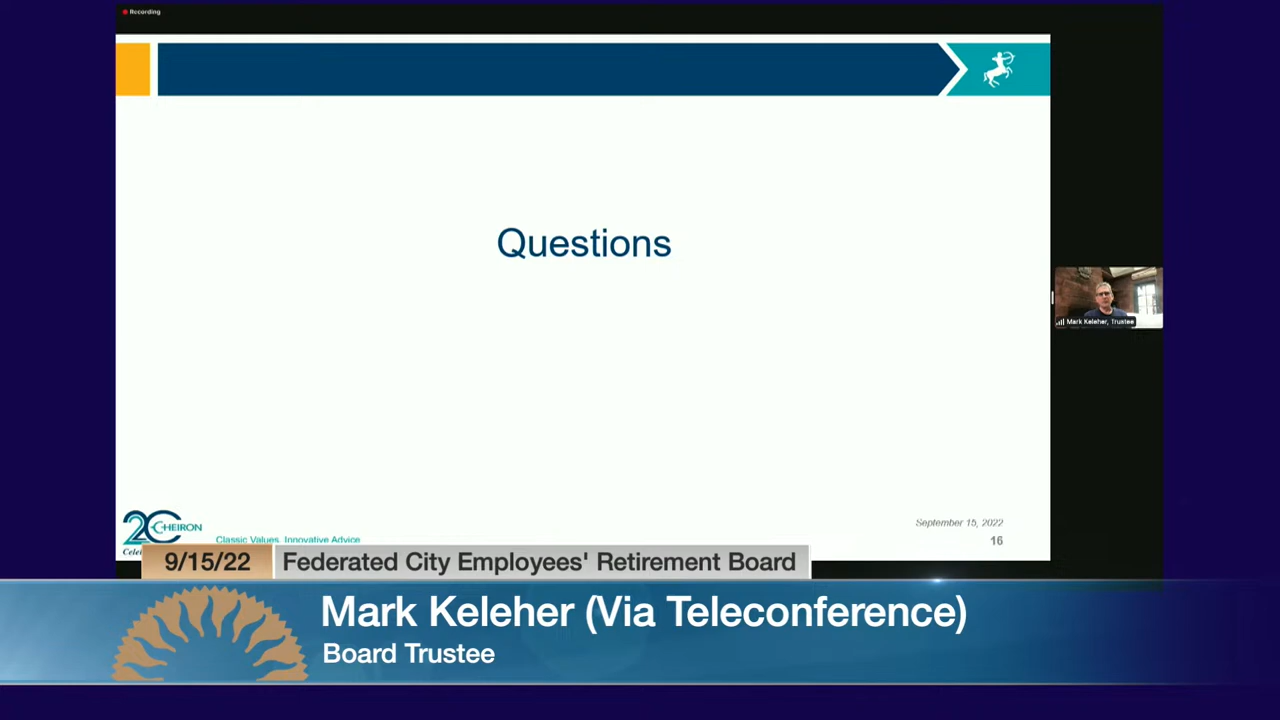 Recording
Questions
Mark Keleher, Trustee
20 CHEIRON
September 15, 2022
Classic Values, Innovative Advice
16
9/15/22
Federated City Employees' Retirement Board
Mark Keleher (Via Teleconference)
Board Trustee